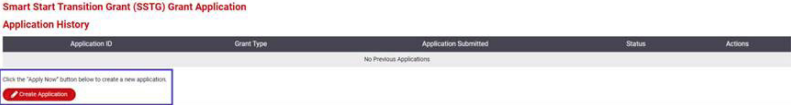 Smart Start Transition Grant (SSTG) Grant Application
Application History
Application ID Grant Type Application Submitted Status Actions
No Previous Applications
Click the "Apply Now" button below to create a new application.
Create Application